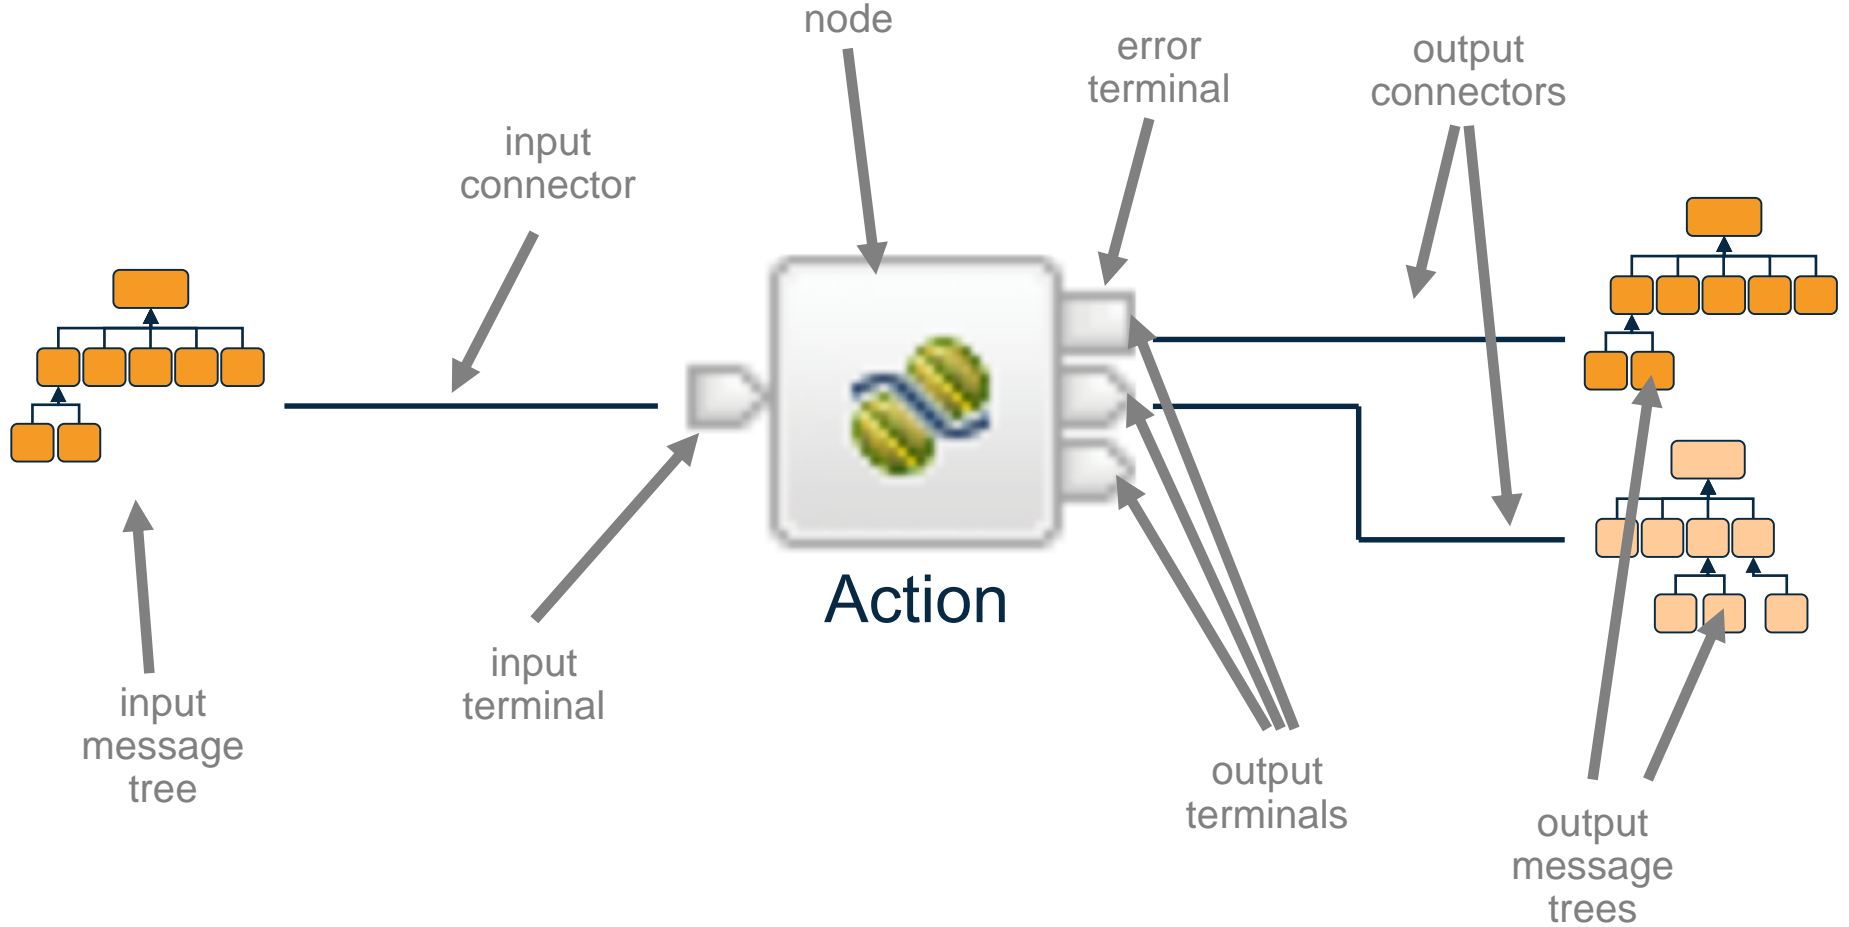 node
error
terminal
output
connectors
input
connector
Action
input
terminal
input
message
tree
output
terminals
output
message
trees